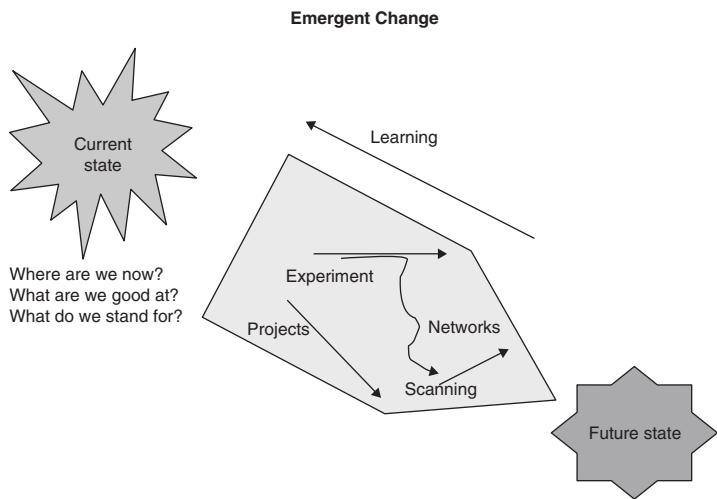 Emergent Change
Current
state
Learning
Where are we now?
What are we good at?
What do we stand for?
Experiment
Projects
Networks
Scanning
Future state